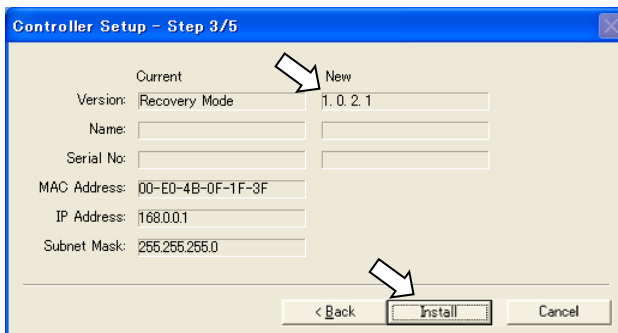 Controller Setup - Step 3/5
Current New
Version: Recovery Mode 1. 0. 2. 1
Name:
Serial No:
MAC Address: 00-E0-4B-0F-1F-3F
IP Address: 168.0.0.1
Subnet Mask: 255.255.255.0
< Back Install Cancel